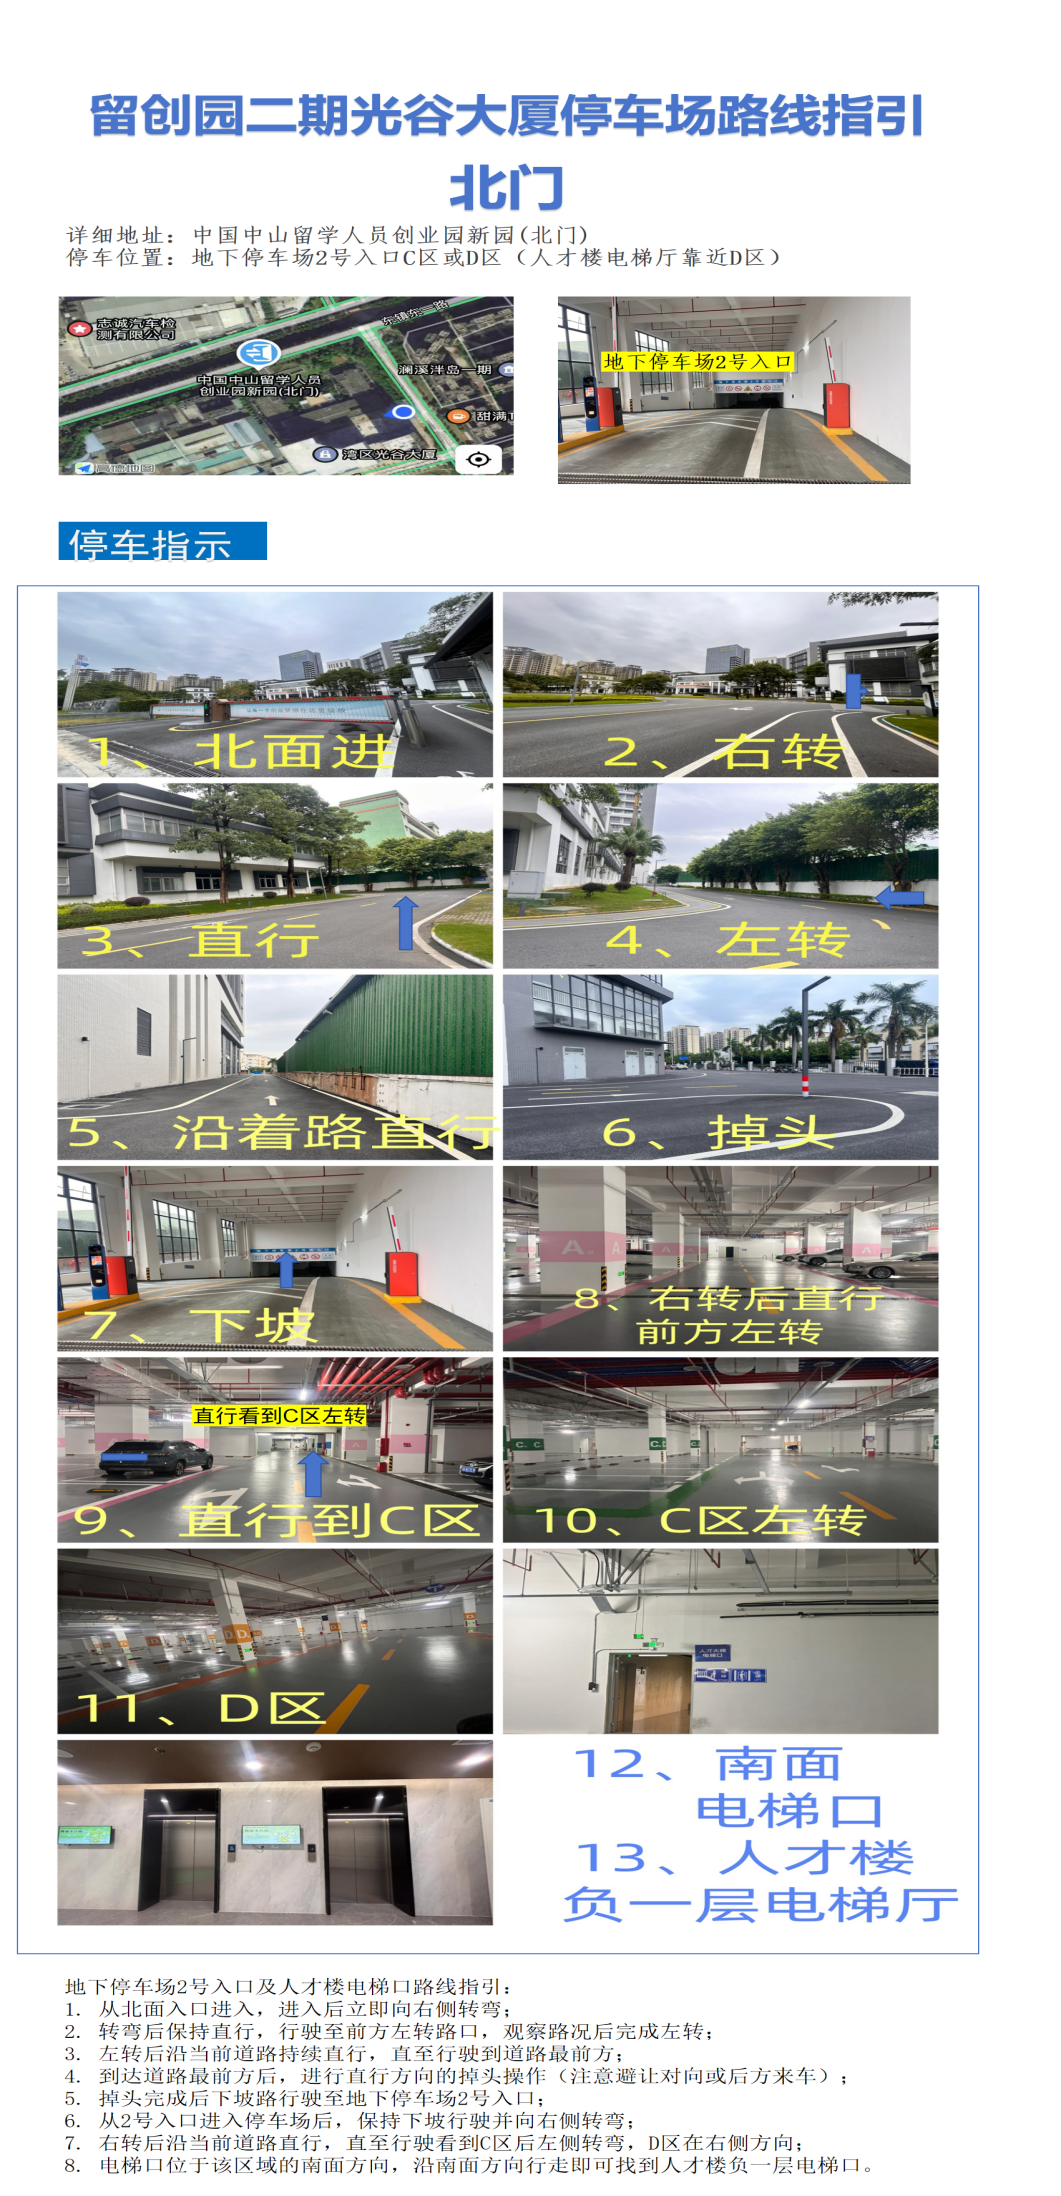 留创园二期光谷大厦停车场路线指引
北门
详细地址：中国中山留学人员创业园新园(北门)
停车位置：地下停车场2号入口C区或D区（人才楼电梯厅靠近D区）
志诚汽车检
测有限公司
东镇东二路
中国中山留学人员
创业园新园(北门)
澜溪泮岛一期
甜满
湾区光谷大厦
高德地图
地下停车场2号入口
停车指示
1、北面进
2、右转
3、直行
4、左转
5、沿着路直行
6、掉头
7、下坡
A
A
A
A
8、右转后直行
前方左转
直行看到C区左转
A
9、直行到C区
C.
C.
C.
10、C区左转
D
D
D
11、D区
人才大楼
电梯口
12、南面
电梯口
13、人才楼
负一层电梯厅
地下停车场2号入口及人才楼电梯口路线指引：
1. 从北面入口进入，进入后立即向右侧转弯；
2. 转弯后保持直行，行驶至前方左转路口，观察路况后完成左转；
3. 左转后沿当前道路持续直行，直至行驶到道路最前方；
4. 到达道路最前方后，进行直行方向的掉头操作（注意避让对向或后方来车）；
5. 掉头完成后下坡路行驶至地下停车场2号入口；
6. 从2号入口进入停车场后，保持下坡行驶并向右侧转弯；
7. 右转后沿当前道路直行，直至行驶看到C区后左侧转弯，D区在右侧方向；
8. 电梯口位于该区域的南面方向，沿南面方向行走即可找到人才楼负一层电梯口。